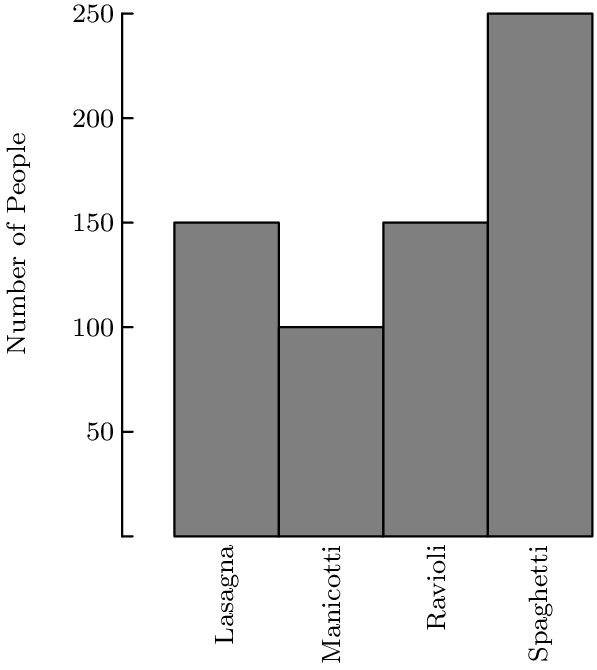 Number of People
250
200
150
100
50
Lasagna
Manicotti
Ravioli
Spaghetti